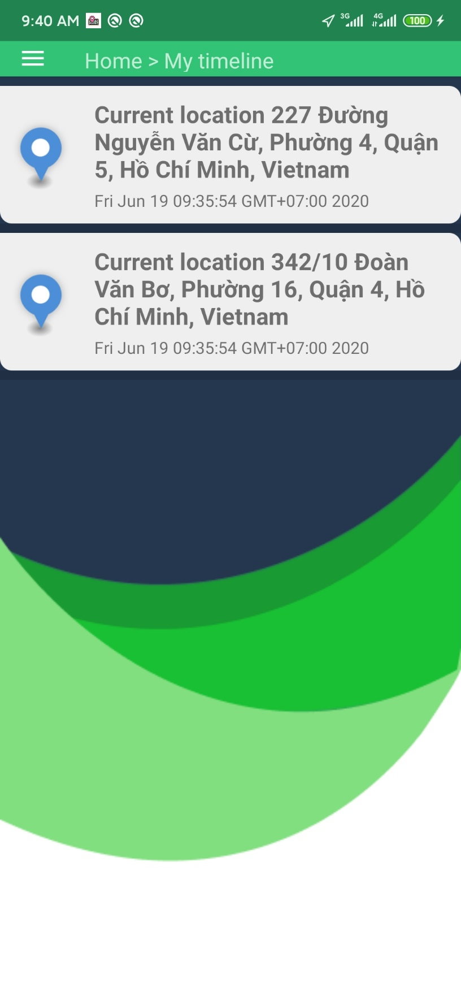 9:40 AM 3G 4G 100
Home > My timeline
Current location 227 Đường
Nguyễn Văn Cừ, Phường 4, Quận
5, Hồ Chí Minh, Vietnam
Fri Jun 19 09:35:54 GMT+07:00 2020
Current location 342/10 Đoàn
Văn Bơ, Phường 16, Quận 4, Hồ
Chí Minh, Vietnam
Fri Jun 19 09:35:54 GMT+07:00 2020